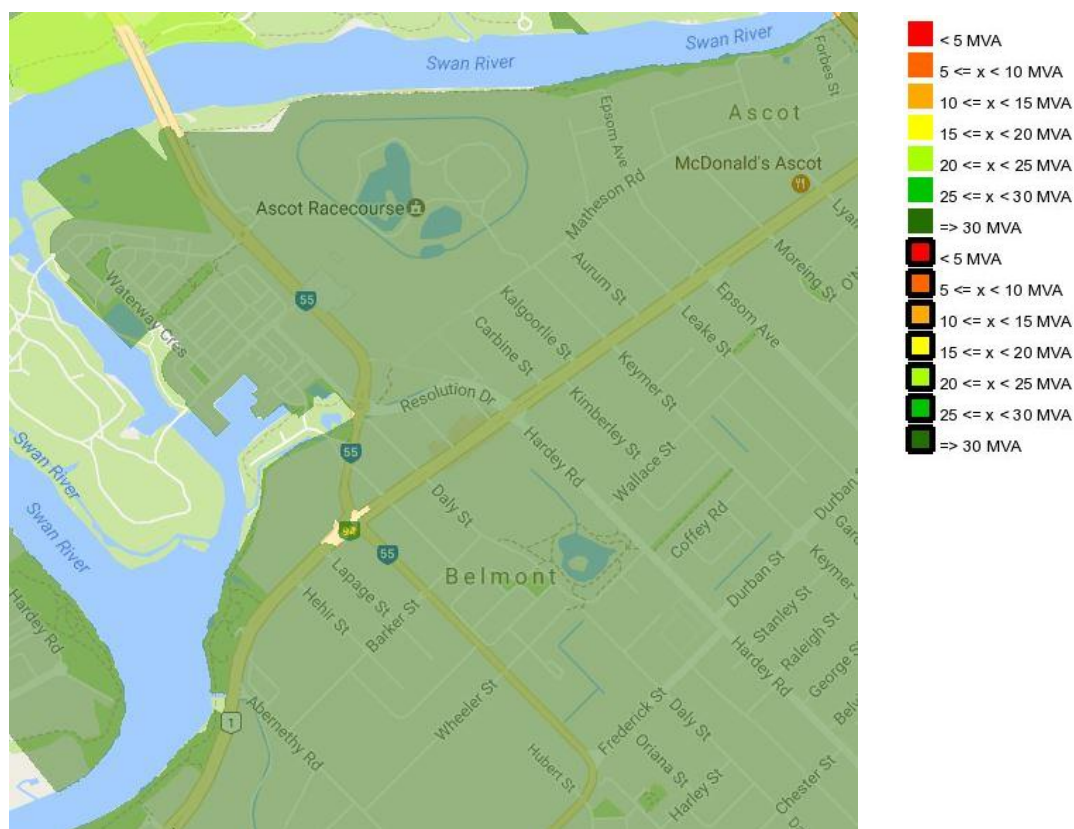 Swan River
Swan River
Forbes St
Ascot
Epsom Ave
McDonald's Ascot
Matheson Rd
Ascot Racecourse
Moreing St
Aurum St
Waterway Cres
55
Kalgoorlie St
Epsom Ave
Leake St
Carbine St
Keymer St
Resolution Dr
Kimberley St
Hardey Rd
Wallace St
55
Swan River
Swan River
Daly St
Coffey Rd
Durban
55
Belmont
Durban St
Keymer
Lapage St
Hehir St
Barker St
Stanley St
Raleigh St
Hardey Rd
Hardey Rd
George S
Wheeler St
Frederick St
Daly St
1
Abernethy Rd
Oriana St
Hubert St
Harley St
Chester St
< 5 MVA
5 <= x < 10 MVA
10 <= x < 15 MVA
15 <= x < 20 MVA
20 <= x < 25 MVA
25 <= x < 30 MVA
=> 30 MVA
< 5 MVA
5 <= x < 10 MVA
10 <= x < 15 MVA
15 <= x < 20 MVA
20 <= x < 25 MVA
25 <= x < 30 MVA
=> 30 MVA